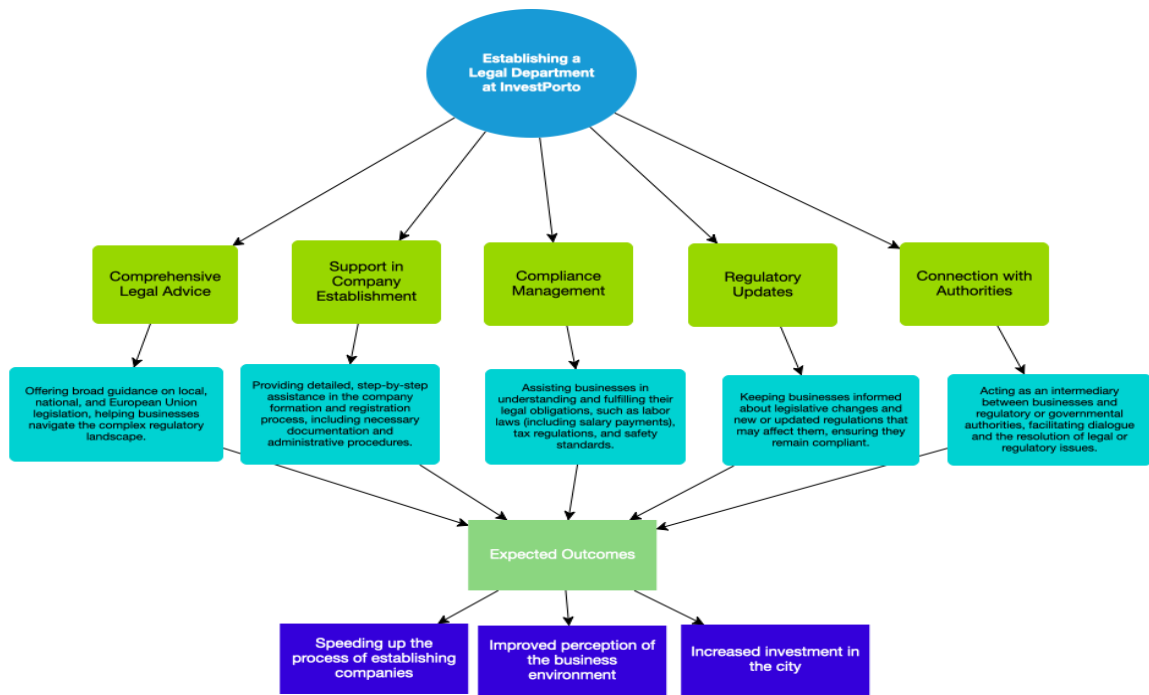 Establishing a
Legal Department
at InvestPorto
Comprehensive
Legal Advice
Support in
Company
Establishment
Compliance
Management
Regulatory
Updates
Connection with
Authorities
Offering broad guidance on local,
national, and European Union
legislation, helping businesses
navigate the complex regulatory
landscape.
Providing detailed, step-by-step
assistance in the company
formation and registration
process, including necessary
documentation and
administrative procedures.
Assisting businesses in
understanding and fulfilling their
legal obligations, such as labor
laws (including salary payments),
tax regulations, and safety
standards.
Keeping businesses informed
about legislative changes and
new or updated regulations that
may affect them, ensuring they
remain compliant.
Acting as an intermediary
between businesses and
regulatory or governmental
authorities, facilitating dialogue
and the resolution of legal or
regulatory issues.
Expected Outcomes
Speeding up the
process of establishing
companies
Improved perception of
the business
environment
Increased investment in
the city